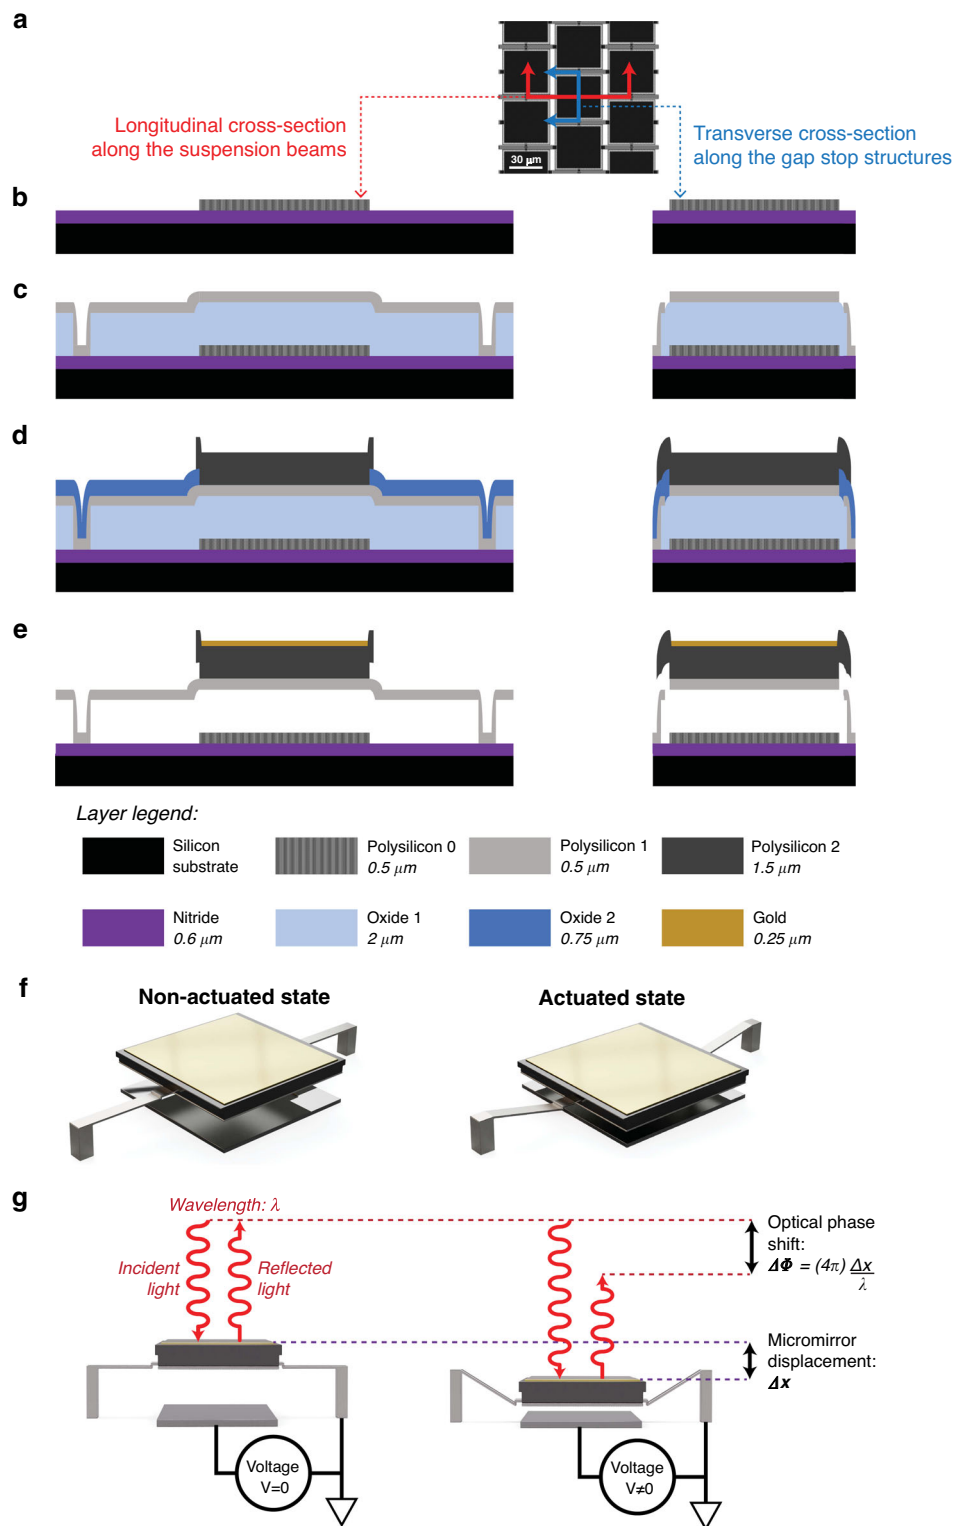 a
Longitudinal cross-section
along the suspension beams
30 μm
Transverse cross-section
along the gap stop structures
b
c
d
e
Layer legend:
Silicon
substrate
Polysilicon 0
0.5 μm
Polysilicon 1
0.5 μm
Polysilicon 2
1.5 μm
Nitride
0.6 μm
Oxide 1
2 μm
Oxide 2
0.75 μm
Gold
0.25 μm
f
Non-actuated state
Actuated state
g
Wavelength: λ
Incident
light
Reflected
light
Optical phase
shift:
ΔΦ = (4π) Δx/λ
Micromirror
displacement:
Δx
Voltage
V=0
Voltage
V≠0